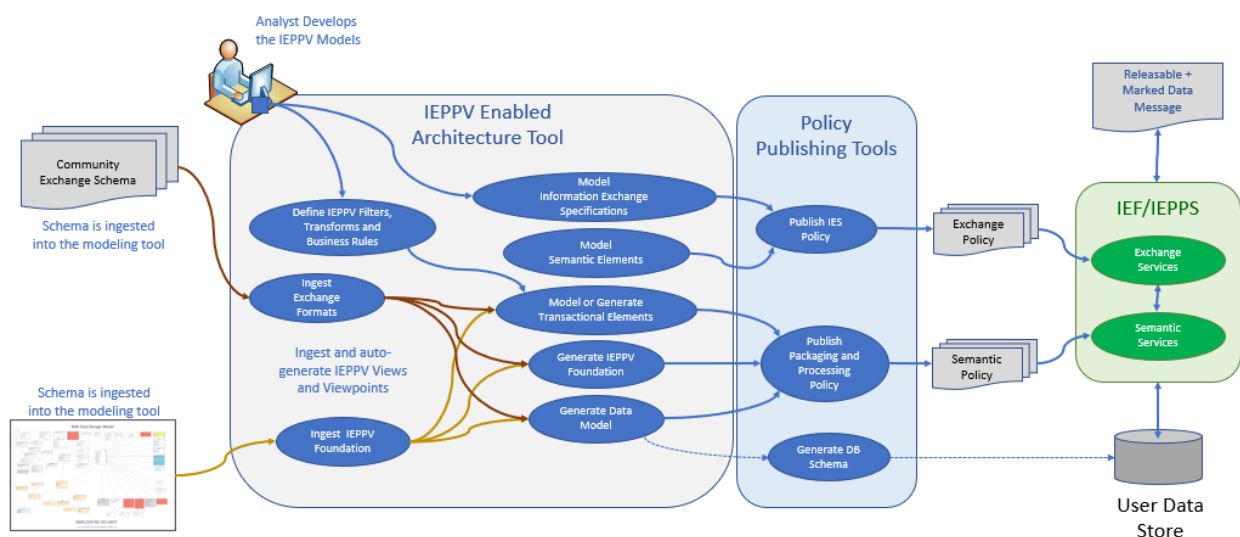 Analyst Develops
the IEPPV Models
IEPPV Enabled
Architecture Tool
Policy
Publishing Tools
Releasable +
Marked Data
Message
Community
Exchange Schema
Schema is ingested
into the modeling tool
Model
Information Exchange
Specifications
Define IEPPV Filters,
Transforms and
Business Rules
Model
Semantic Elements
Publish IES
Policy
Exchange
Policy
IEF/IEPPS
Exchange
Services
Ingest
Exchange
Formats
Model or Generate
Transactional Elements
Semantic
Services
Ingest and auto-
generate IEPPV Views
and Viewpoints
Generate IEPPV
Foundation
Publish
Packaging and
Processing
Policy
Semantic
Policy
Schema is ingested
into the modeling tool
Generate Data
Model
Ingest IEPPV
Foundation
Generate DB
Schema
DATA-CENTRIC SECURITY
User Data
Store